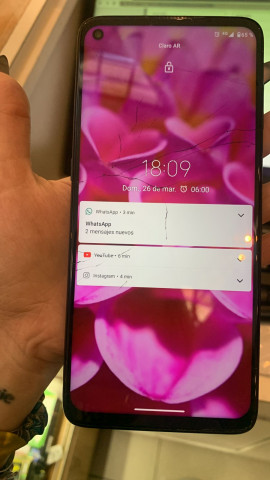 Claro AR
18:09
Dom. 26 de mar. 06:00
WhatsApp • 3 min
WhatsApp
2 mensajes nuevos
YouTube • 6 min
Instagram • 4 min